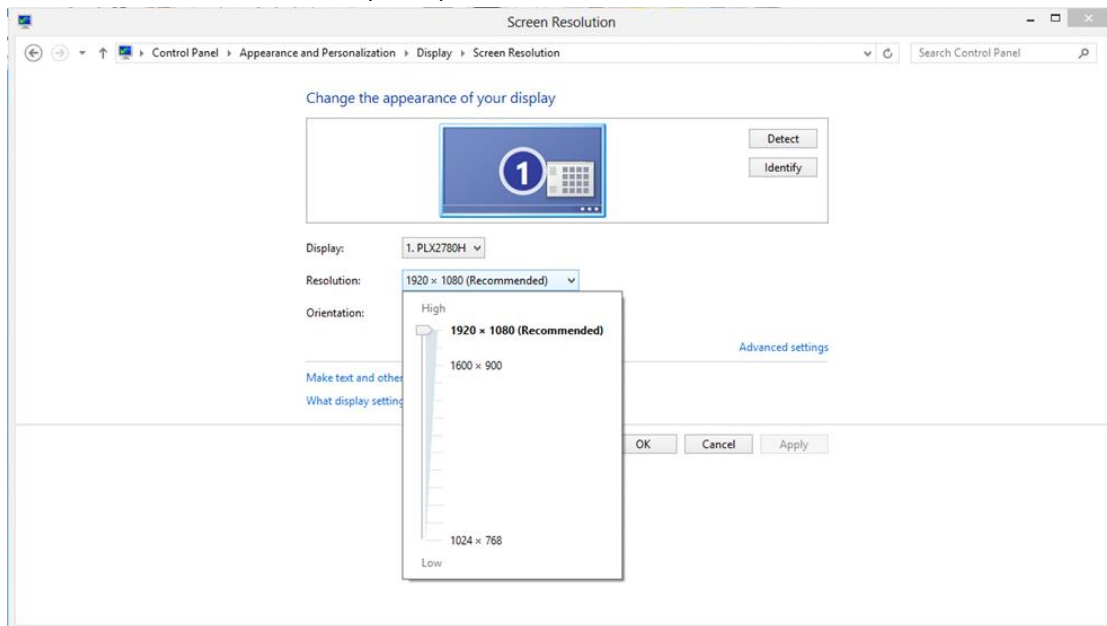 Screen Resolution
Control Panel Appearance and Personalization Display Screen Resolution
Search Control Panel
Change the appearance of your display
1
Detect
Identify
Display: 1. PLX2780H
Resolution: 1920 × 1080 (Recommended)
Orientation:
High
1920 × 1080 (Recommended)
Advanced settings
1600 × 900
Make text and other
What display setting
OK Cancel Apply
1024 × 768
Low